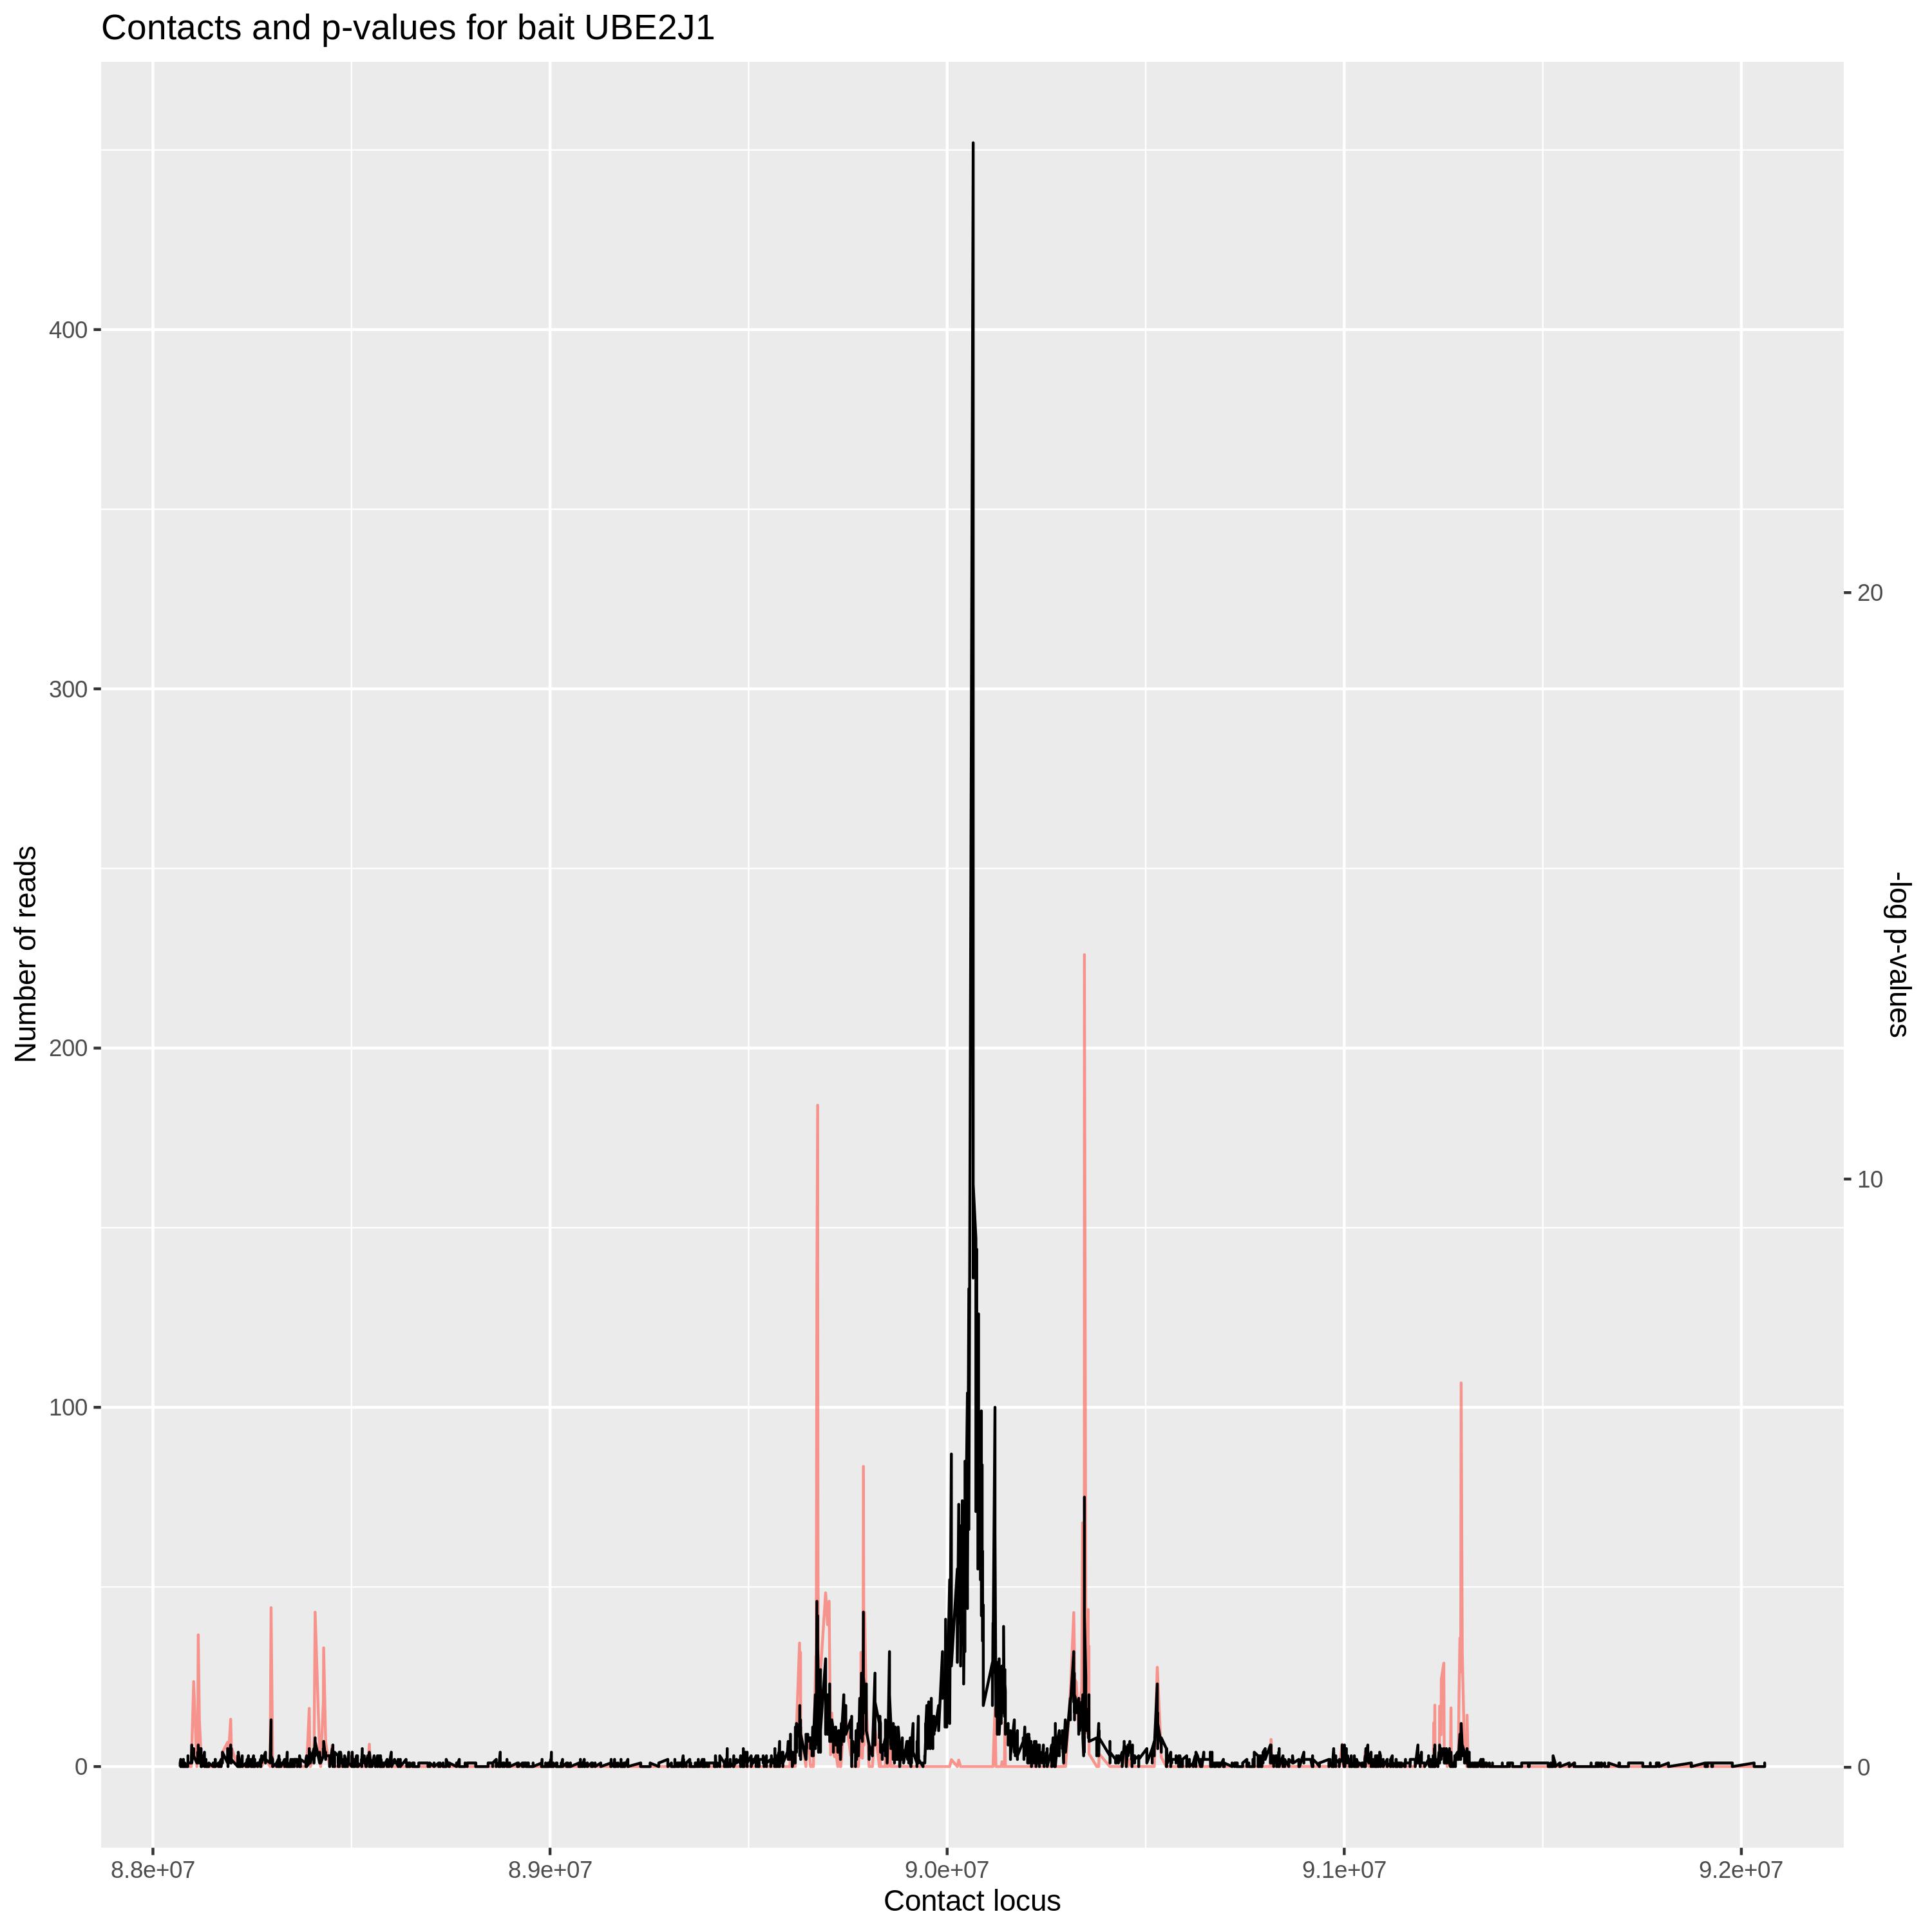 Contacts and p-values for bait UBE2J1
400
300
200
100
0
Number of reads
20
10
0
-log p-values
8.8e+07
8.9e+07
9.0e+07
9.1e+07
9.2e+07
Contact locus